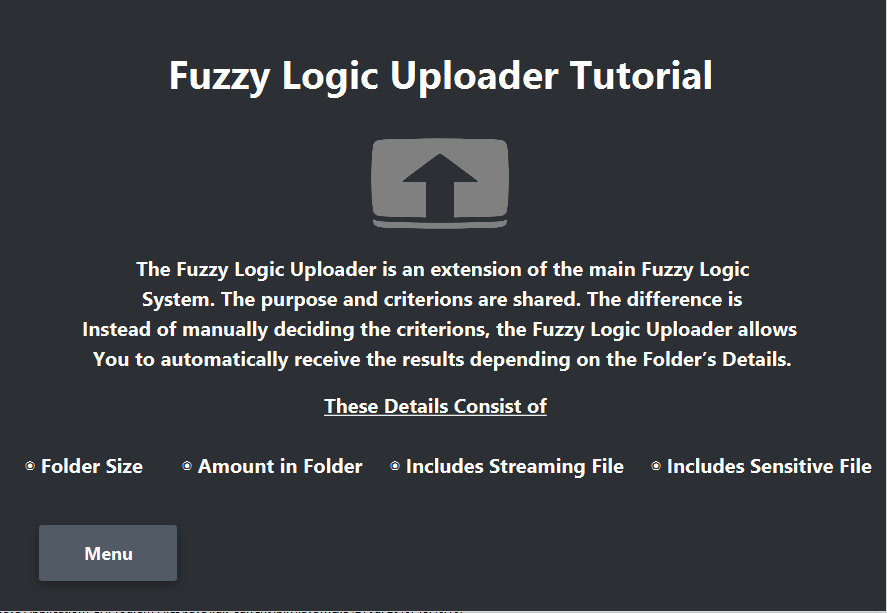 Fuzzy Logic Uploader Tutorial
The Fuzzy Logic Uploader is an extension of the main Fuzzy Logic
System. The purpose and criterions are shared. The difference is
Instead of manually deciding the criterions, the Fuzzy Logic Uploader allows
You to automatically receive the results depending on the Folder’s Details.
These Details Consist of
Folder Size Amount in Folder Includes Streaming File Includes Sensitive File
Menu